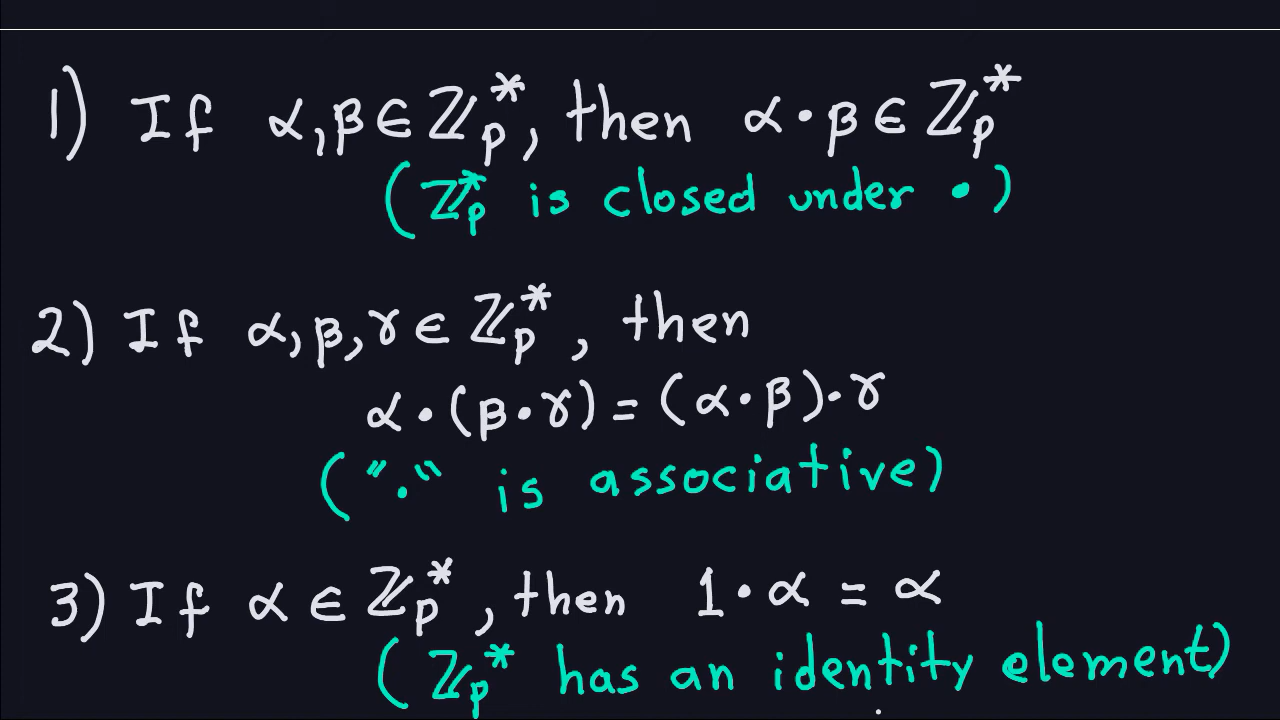 1) If α, β ∈ ℤₚ*, then α · β ∈ ℤₚ*
(ℤₚ* is closed under ·)
2) If α, β, γ ∈ ℤₚ*, then
α · (β · γ) = (α · β) · γ
("·" is associative)
3) If α ∈ ℤₚ*, then 1 · α = α
(ℤₚ* has an identity element)